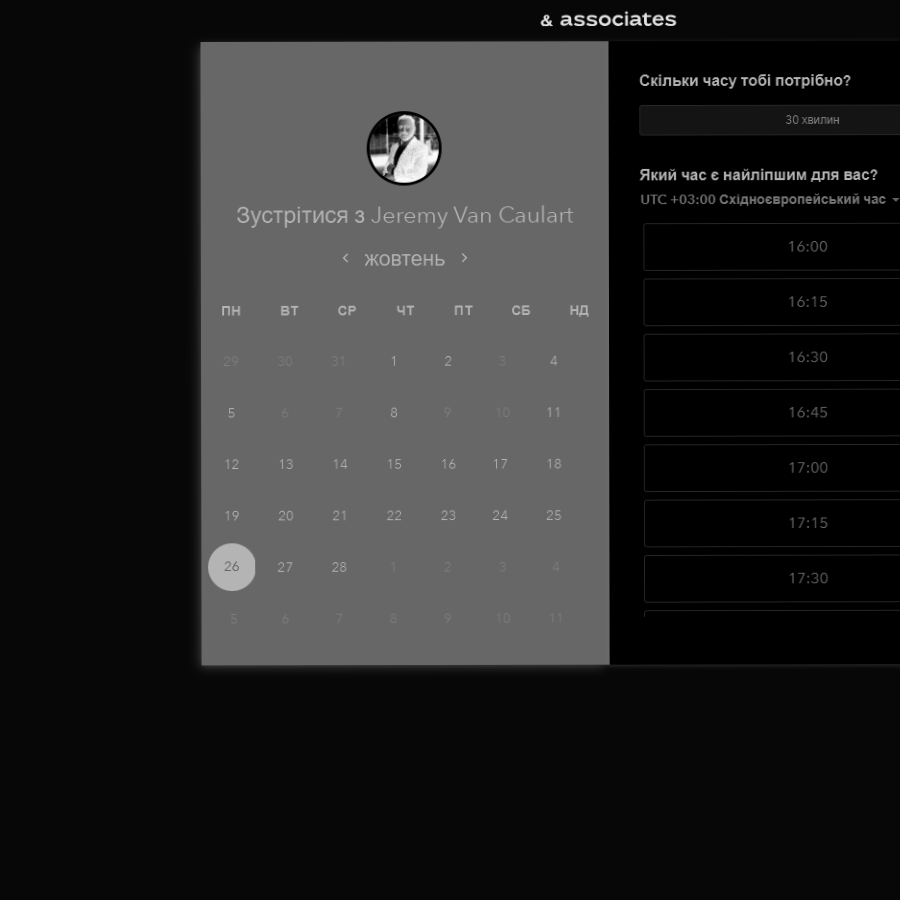 & associates
Зустрітися з Jeremy Van Caulart
‹ жовтень ›
ПН ВТ СР ЧТ ПТ СБ НД
29 30 31 1 2 3 4
5 6 7 8 9 10 11
12 13 14 15 16 17 18
19 20 21 22 23 24 25
26 27 28 1 2 3 4
5 6 7 8 9 10 11
Скільки часу тобі потрібно?
30 хвилин
Який час є найліпшим для вас?
UTC +03:00 Східноєвропейський час
16:00
16:15
16:30
16:45
17:00
17:15
17:30